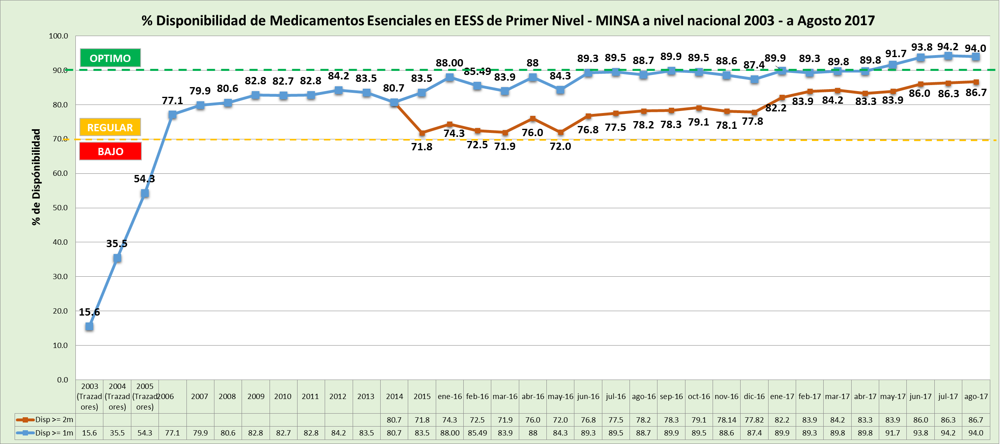 % Disponibilidad de Medicamentos Esenciales en EESS de Primer Nivel - MINSA a nivel nacional 2003 - a Agosto 2017
% de Dispónibilidad
100.0
90.0
80.0
70.0
60.0
50.0
40.0
30.0
20.0
10.0
0.0
OPTIMO
REGULAR
BAJO
15.6 35.5 54.3 77.1 79.9 80.6 82.8 82.7 82.8 84.2 83.5 80.7 83.5 88.00 85.49 83.9 88 84.3 89.3 89.5 88.7 89.9 89.5 88.6 87.4 89.9 89.3 89.8 89.8 91.7 93.8 94.2 94.0
71.8 74.3 72.5 71.9 76.0 72.0 76.8 77.5 78.2 78.3 79.1 78.1 77.8 82.2 83.9 84.2 83.3 83.9 86.0 86.3 86.7
2003 (Trazadores) 2004 (Trazadores) 2005 (Trazadores) 2006 2007 2008 2009 2010 2011 2012 2013 2014 2015 ene-16 feb-16 mar-16 abr-16 may-16 jun-16 jul-16 ago-16 sep-16 oct-16 nov-16 dic-16 ene-17 feb-17 mar-17 abr-17 may-17 jun-17 jul-17 ago-17
Disp >= 2m 80.7 71.8 74.3 72.5 71.9 76.0 72.0 76.8 77.5 78.2 78.3 79.1 78.14 77.82 82.2 83.9 84.2 83.3 83.9 86.0 86.3 86.7
Disp >= 1m 15.6 35.5 54.3 77.1 79.9 80.6 82.8 82.7 82.8 84.2 83.5 80.7 83.5 88.00 85.49 83.9 88 84.3 89.3 89.5 88.7 89.9 89.5 88.6 87.4 89.9 89.3 89.8 89.8 91.7 93.8 94.2 94.0